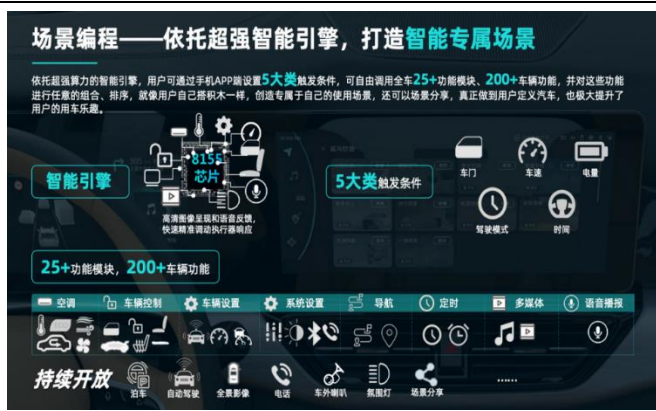 场景编程——依托超强智能引擎，打造智能专属场景
依托超强算力的智能引擎，用户可通过手机APP端设置5大类触发条件，可自由调用全车25+功能模块、200+车辆功能，并对这些功能
进行任意的组合、排序，就像用户自己搭积木一样，创造专属于自己的使用场景，还可以场景分享，真正做到用户定义汽车，也极大提升了
用户的用车乐趣。
智能引擎
8155
芯片
高清图像呈现和语音反馈，
快速精准调动执行器响应
5大类触发条件
车门
车速
电量
驾驶模式
时间
25+功能模块，200+车辆功能
空调
车辆控制
车辆设置
系统设置
导航
定时
多媒体
语音播报
持续开放
泊车
自动驾驶
全景影像
电话
车外喇叭
氛围灯
场景分享
……